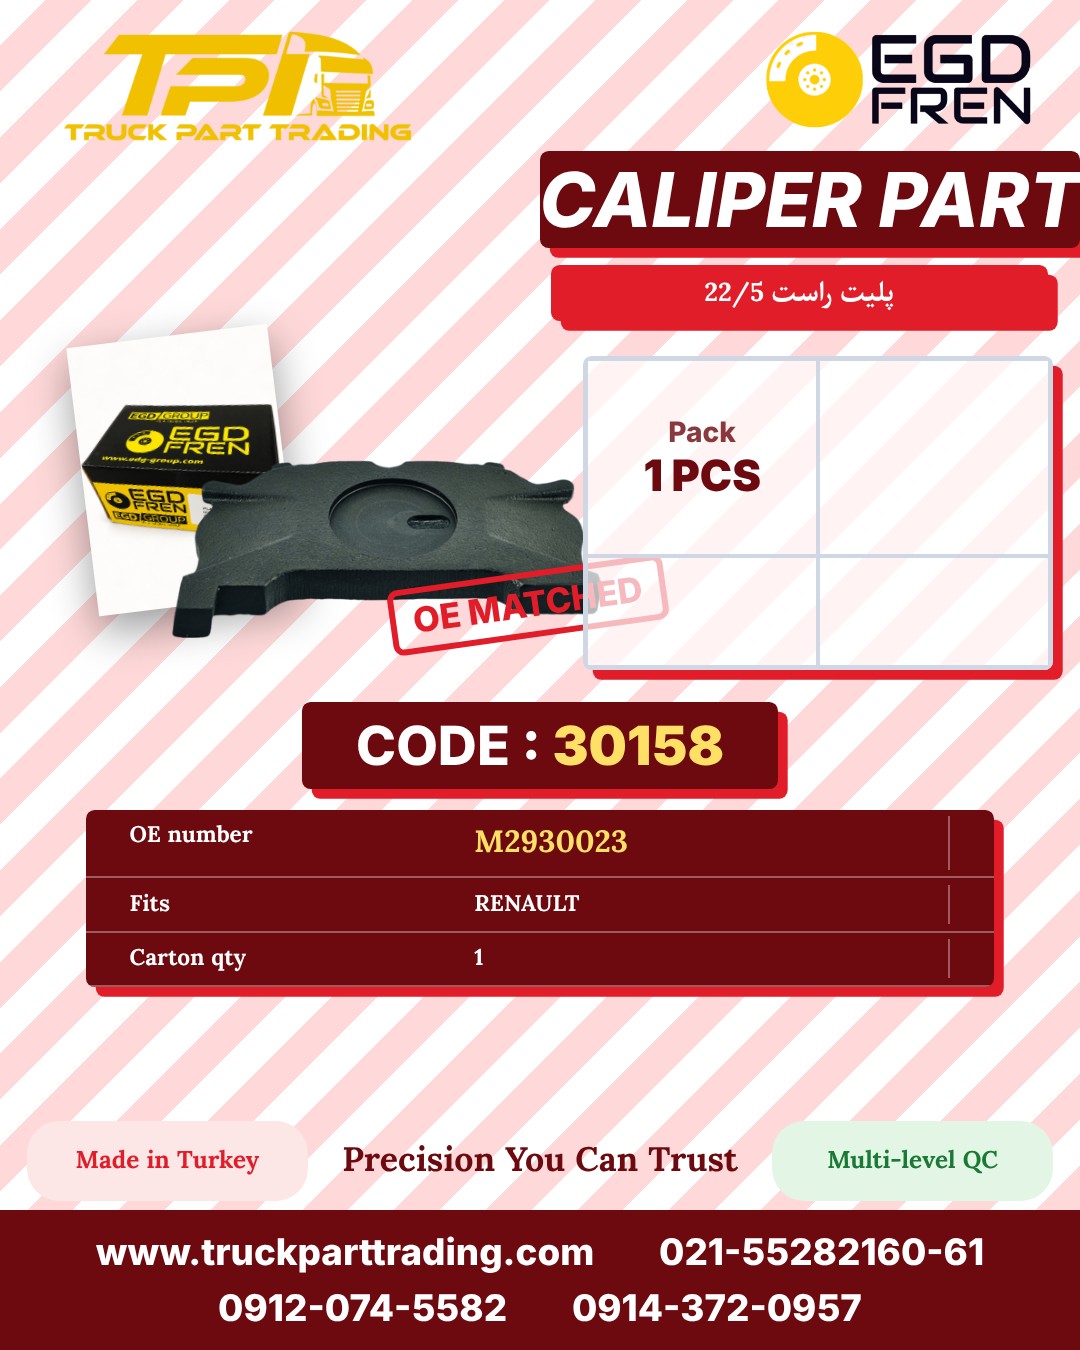 TPT
TRUCK PART TRADING
EGD
FREN
CALIPER PART
پلیت راست 22/5
EGD/GROUP
EGD
FREN
www.edg-group.com
EGD
FREN
EGD/GROUP
Pack
1 PCS
OE MATCHED
CODE : 30158
OE number M2930023
Fits RENAULT
Carton qty 1
Made in Turkey
Precision You Can Trust
Multi-level QC
www.truckparttrading.com 021-55282160-61
0912-074-5582 0914-372-0957